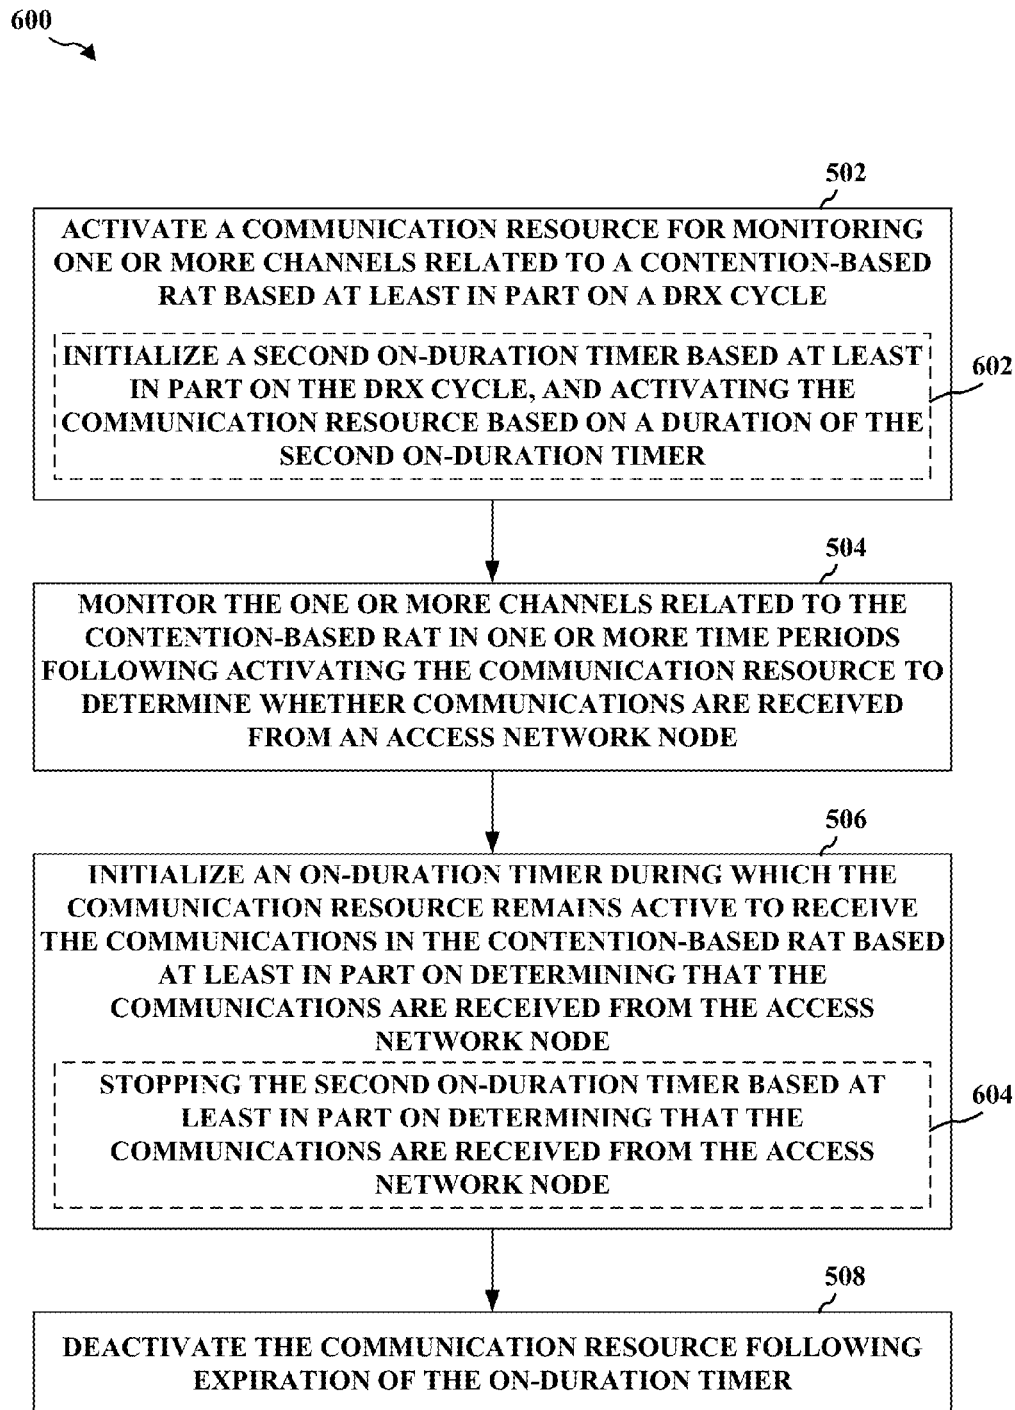 600
502
ACTIVATE A COMMUNICATION RESOURCE FOR MONITORING
ONE OR MORE CHANNELS RELATED TO A CONTENTION-BASED
RAT BASED AT LEAST IN PART ON A DRX CYCLE
INITIALIZE A SECOND ON-DURATION TIMER BASED AT LEAST
IN PART ON THE DRX CYCLE, AND ACTIVATING THE
COMMUNICATION RESOURCE BASED ON A DURATION OF THE
SECOND ON-DURATION TIMER
602
504
MONITOR THE ONE OR MORE CHANNELS RELATED TO THE
CONTENTION-BASED RAT IN ONE OR MORE TIME PERIODS
FOLLOWING ACTIVATING THE COMMUNICATION RESOURCE TO
DETERMINE WHETHER COMMUNICATIONS ARE RECEIVED
FROM AN ACCESS NETWORK NODE
506
INITIALIZE AN ON-DURATION TIMER DURING WHICH THE
COMMUNICATION RESOURCE REMAINS ACTIVE TO RECEIVE
THE COMMUNICATIONS IN THE CONTENTION-BASED RAT BASED
AT LEAST IN PART ON DETERMINING THAT THE
COMMUNICATIONS ARE RECEIVED FROM THE ACCESS
NETWORK NODE
STOPPING THE SECOND ON-DURATION TIMER BASED AT
LEAST IN PART ON DETERMINING THAT THE
COMMUNICATIONS ARE RECEIVED FROM THE ACCESS
NETWORK NODE
604
508
DEACTIVATE THE COMMUNICATION RESOURCE FOLLOWING
EXPIRATION OF THE ON-DURATION TIMER